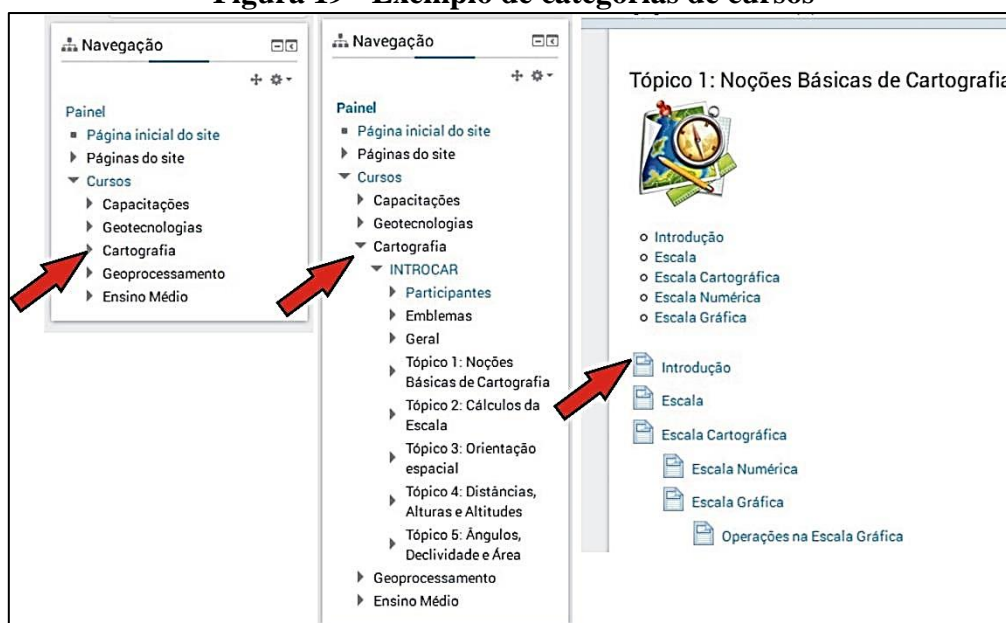 Figura 19 - Exemplo de categorias de cursos
Navegação
Painel
Página inicial do site
Páginas do site
Cursos
Capacitações
Geotecnologias
Cartografia
Geoprocessamento
Ensino Médio
Navegação
Painel
Página inicial do site
Páginas do site
Cursos
Capacitações
Geotecnologias
Cartografia
INTROCAR
Participantes
Emblemas
Geral
Tópico 1: Noções
Básicas de Cartografia
Tópico 2: Cálculos da
Escala
Tópico 3: Orientação
espacial
Tópico 4: Distâncias,
Alturas e Altitudes
Tópico 5: Ângulos,
Declividade e Área
Geoprocessamento
Ensino Médio
Tópico 1: Noções Básicas de Cartografia
Introdução
Escala
Escala Cartográfica
Escala Numérica
Escala Gráfica
Introdução
Escala
Escala Cartográfica
Escala Numérica
Escala Gráfica
Operações na Escala Gráfica